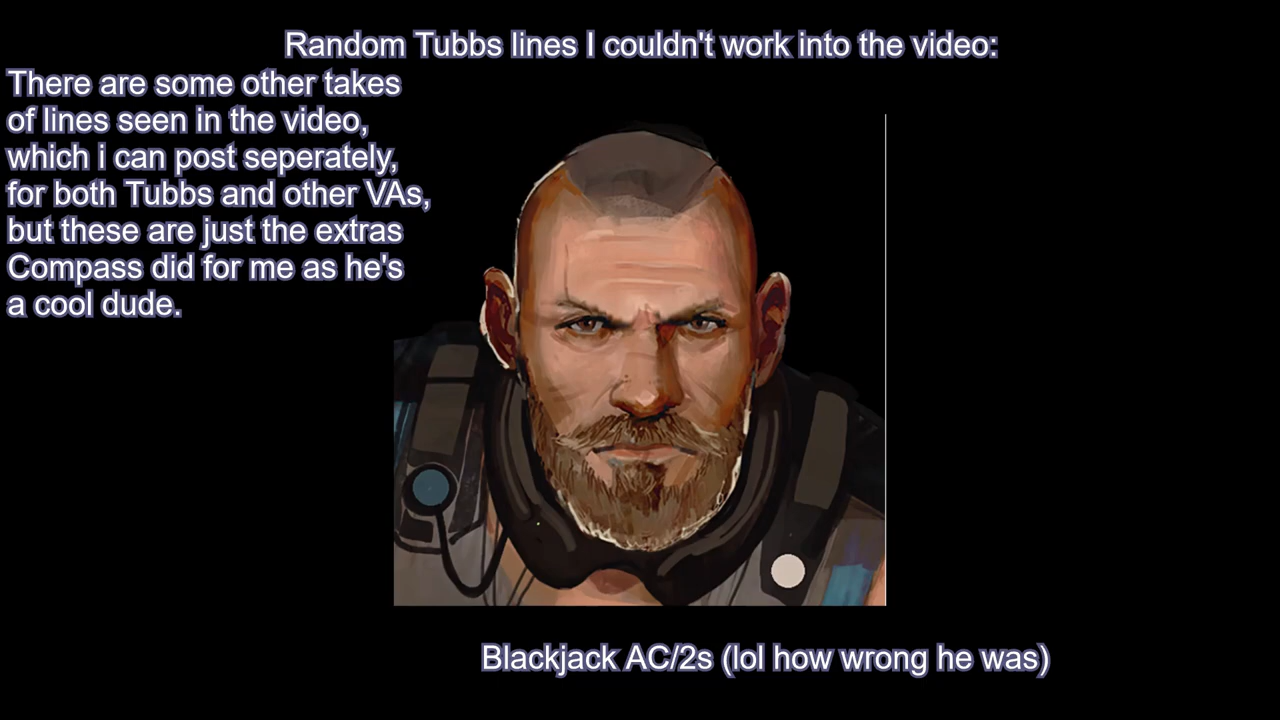 Random Tubbs lines I couldn't work into the video:
There are some other takes
of lines seen in the video,
which i can post seperately,
for both Tubbs and other VAs,
but these are just the extras
Compass did for me as he's
a cool dude.
Blackjack AC/2s (lol how wrong he was)